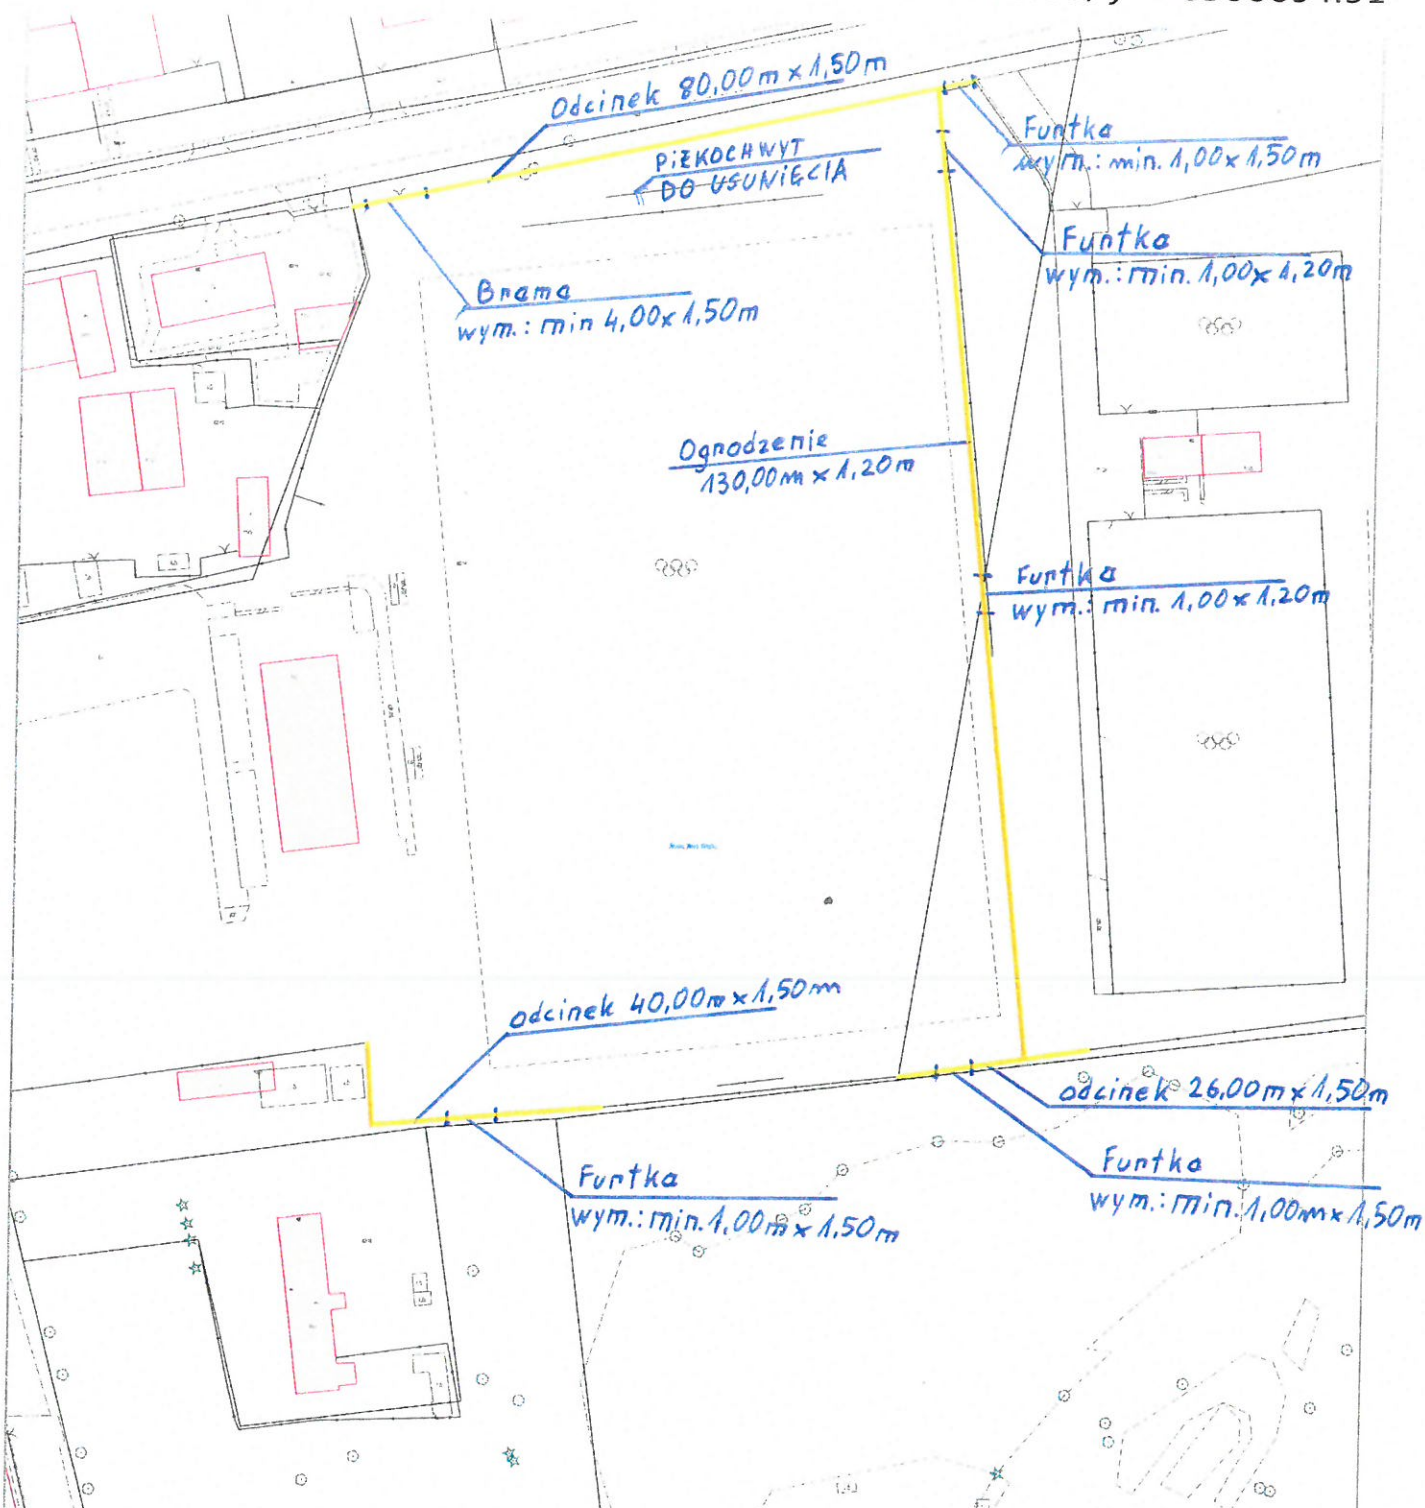 Odcinek 80,00m x 1,50m
PIŁKOCHWYT
DO USUNIĘCIA
Furtka
wym.: min. 1,00 x 1,50m
Furtka
wym.: min. 1,00 x 1,20m
Brama
wym.: min 4,00 x 1,50m
Ogrodzenie
130,00m x 1,20m
Furtka
wym.: min. 1,00 x 1,20m
odcinek 40,00m x 1,50m
odcinek 26,00m x 1,50m
Furtka
wym.: min. 1,00m x 1,50m
Furtka
wym.: min. 1,00m x 1,50m